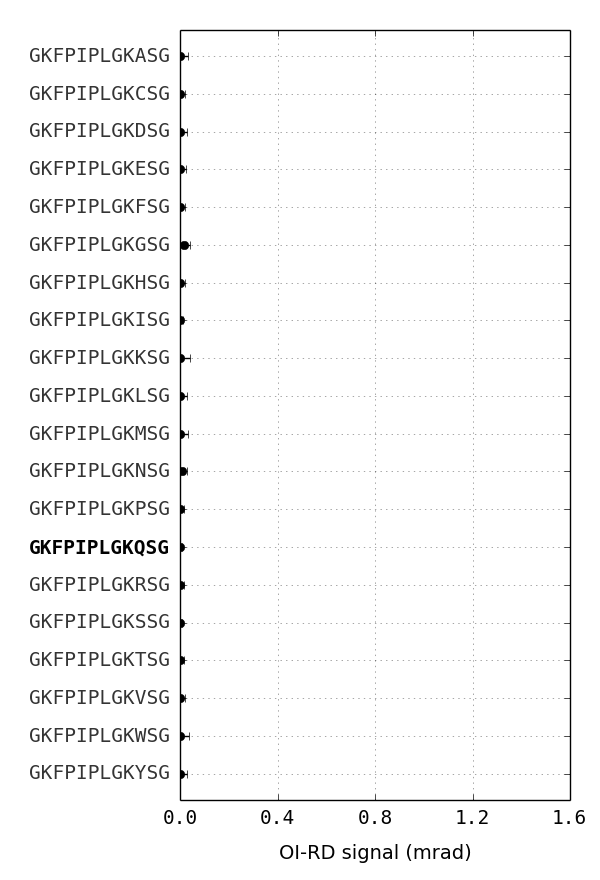 GKFPIPLGKASG
GKFPIPLGKCSG
GKFPIPLGKDSG
GKFPIPLGKESG
GKFPIPLGKFSG
GKFPIPLGKGSG
GKFPIPLGKHSG
GKFPIPLGKISG
GKFPIPLGKKSG
GKFPIPLGKLSG
GKFPIPLGKMSG
GKFPIPLGKNSG
GKFPIPLGKPSG
GKFPIPLGKQSG
GKFPIPLGKRSG
GKFPIPLGKSSG
GKFPIPLGKTSG
GKFPIPLGKVSG
GKFPIPLGKWSG
GKFPIPLGKYSG
0.0 0.4 0.8 1.2 1.6
OI-RD signal (mrad)